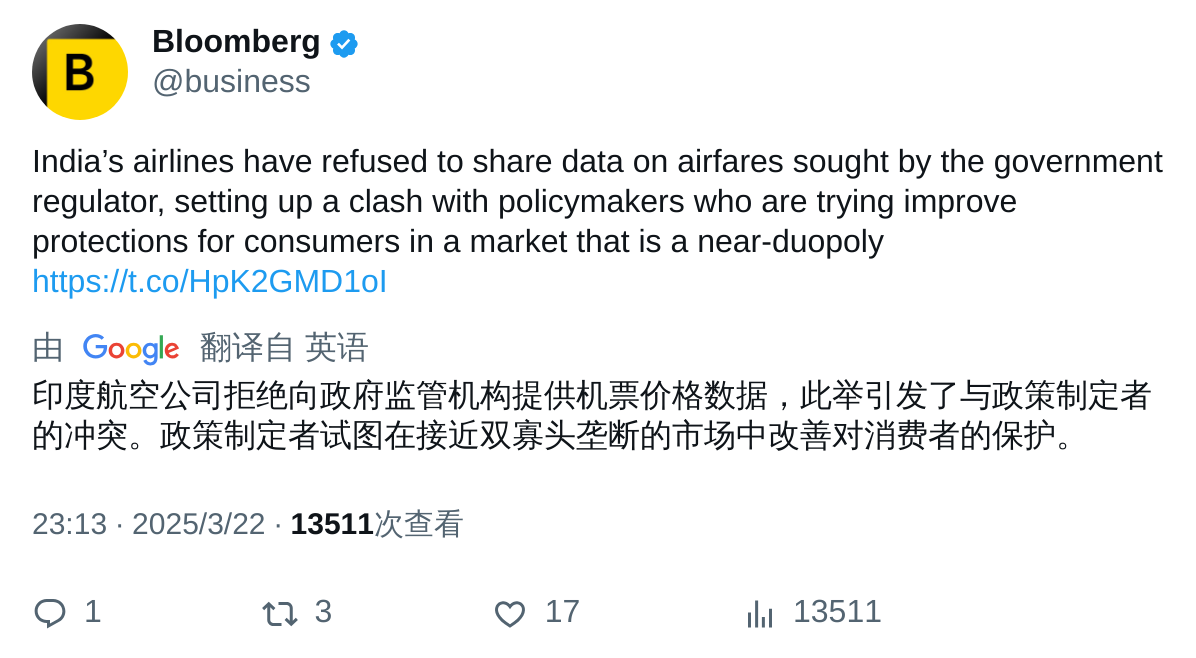 B
Bloomberg
@business
India’s airlines have refused to share data on airfares sought by the government
regulator, setting up a clash with policymakers who are trying improve
protections for consumers in a market that is a near-duopoly
https://t.co/HpK2GMD1oI
由 Google 翻译自 英语
印度航空公司拒绝向政府监管机构提供机票价格数据，此举引发了与政策制定者
的冲突。政策制定者试图在接近双寡头垄断的市场中改善对消费者的保护。
23:13 · 2025/3/22 · 13511次查看
1 3 17 13511